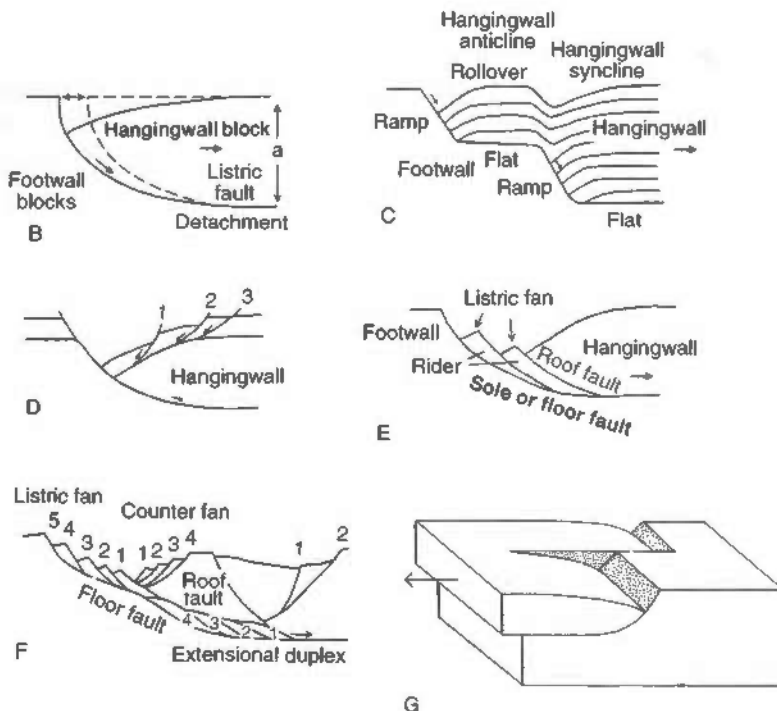 Hangingwall block
a
Footwall
blocks
Listric
fault
Detachment
B
Hangingwall
anticline
Rollover
Hangingwall
syncline
Ramp
Hangingwall
Footwall
Flat
Ramp
Flat
C
1
2
3
Hangingwall
D
Listric fan
Footwall
Rider
Roof fault
Hangingwall
Sole or floor fault
E
Listric fan
Counter fan
5
4
3
2
1
1
2
3
4
1
2
Roof
fault
Floor fault
4
3
2
1
Extensional duplex
F
G